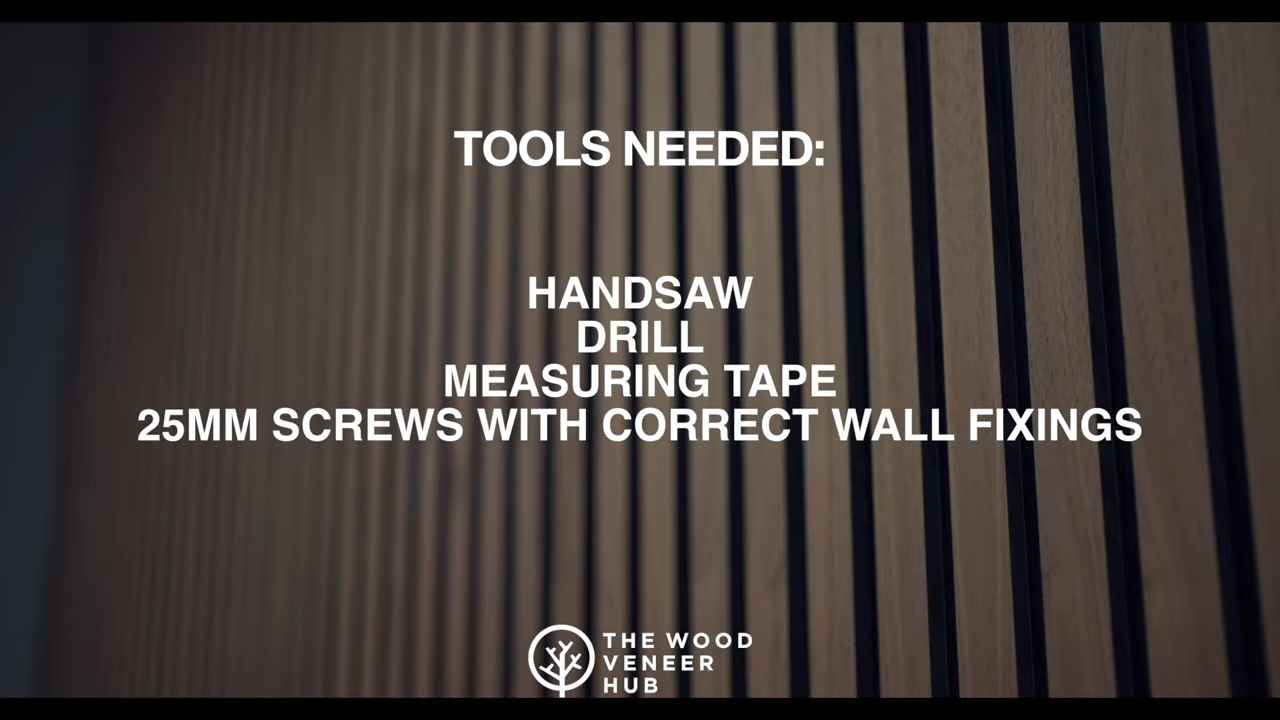 TOOLS NEEDED:
HANDSAW
DRILL
MEASURING TAPE
25MM SCREWS WITH CORRECT WALL FIXINGS
THE WOOD
VENEER
HUB